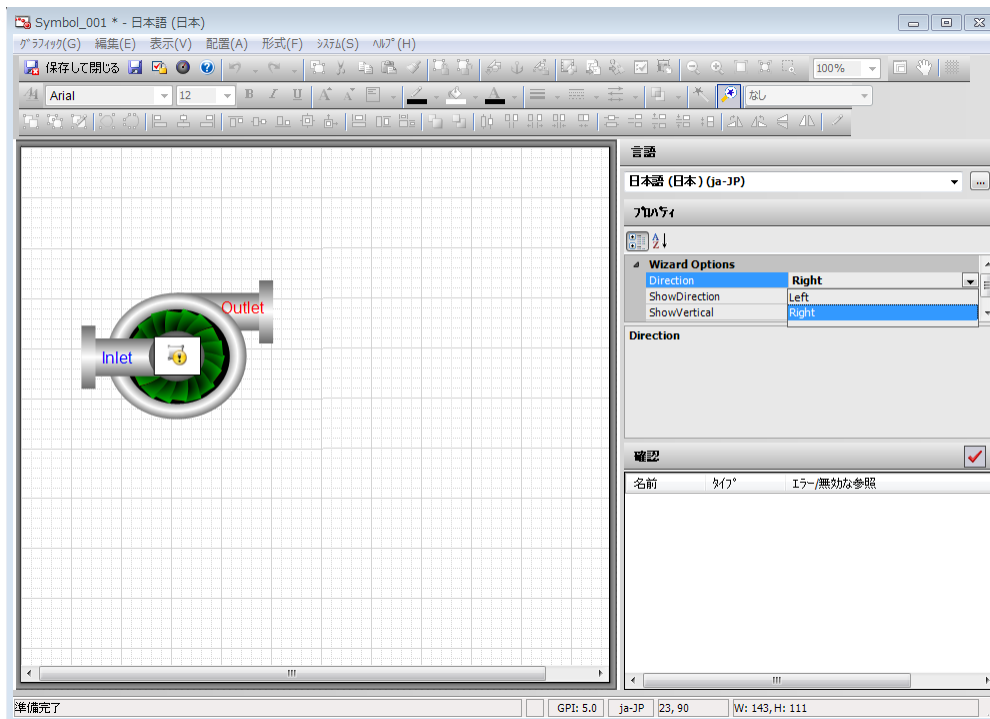 Symbol_001 * - 日本語 (日本)
ｸﾞﾗﾌｨｯｸ(G) 編集(E) 表示(V) 配置(A) 形式(F) ｼｽﾃﾑ(S) ﾍﾙﾌﾟ(H)
保存して閉じる 100%
Arial 12 B I U なし
言語
日本語 (日本) (ja-JP) ...
ﾌﾟﾛﾊﾟﾃｨ
Wizard Options
Direction Right
ShowDirection Left
ShowVertical Right
Direction
Outlet
Inlet
確認
名前 ﾀｲﾌﾟ ｴﾗｰ/無効な参照
準備完了 GPI: 5.0 ja-JP 23, 90 W: 143, H: 111